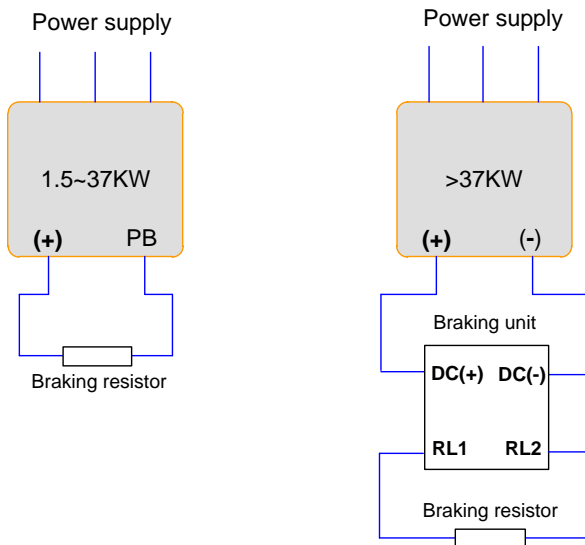 Power supply
1.5~37KW
(+) PB
Braking resistor
Power supply
>37KW
(+) (-)
Braking unit
DC(+) DC(-)
RL1 RL2
Braking resistor